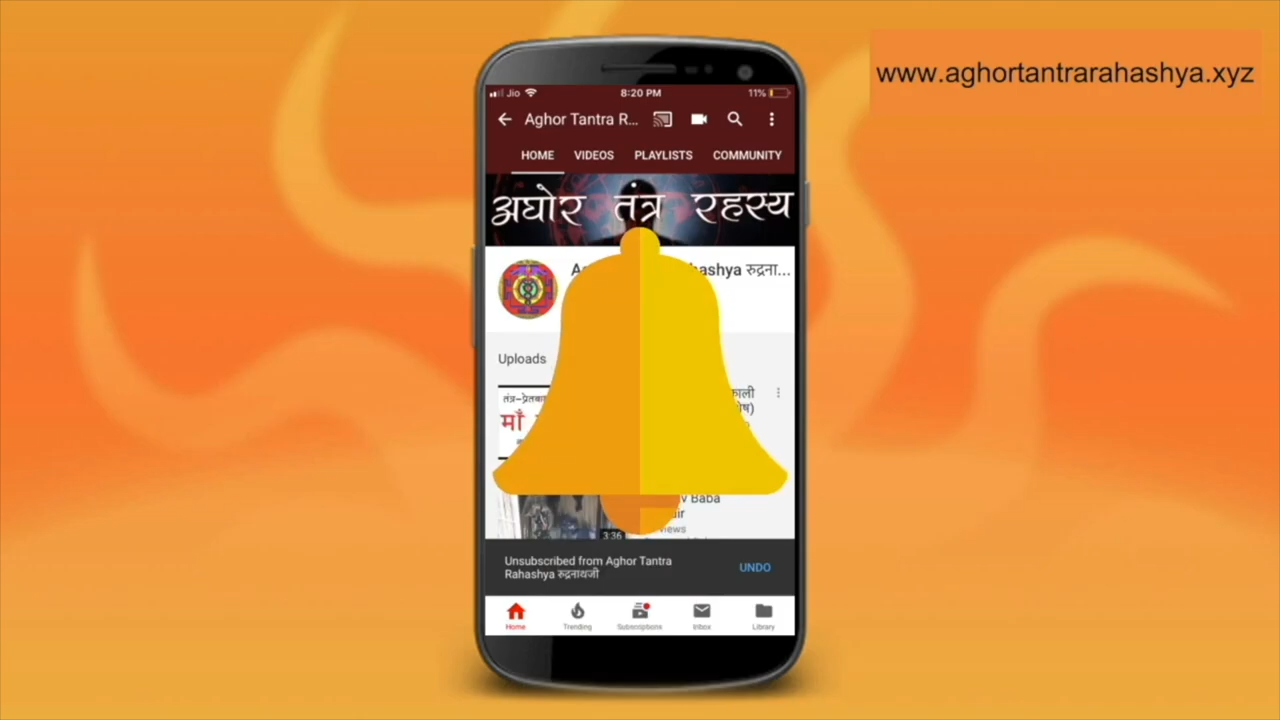 www.aghortantrarahashya.xyz
Jio 8:20 PM 11%
Aghor Tantra R...
HOME VIDEOS PLAYLISTS COMMUNITY
अघोर तंत्र रहस्य
रुद्रना...
Uploads
माँ
Baba
3:36
Unsubscribed from Aghor Tantra
Rahashya रुद्रनाथजी
UNDO
Home Trending Subscriptions Inbox Library